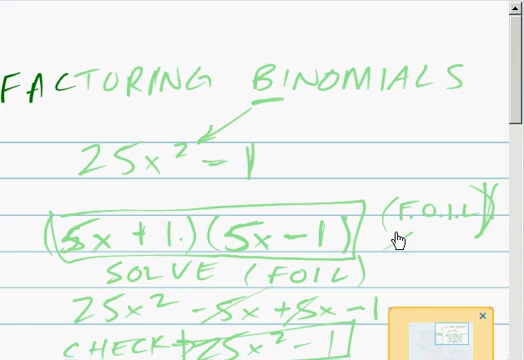 FACTORING BINOMIALS
25x² - 1
(5x + 1.)(5x - 1) (F.O.I.L)
SOLVE (FOIL)
25x² - 5x + 5x - 1
CHECK 25x² - 1